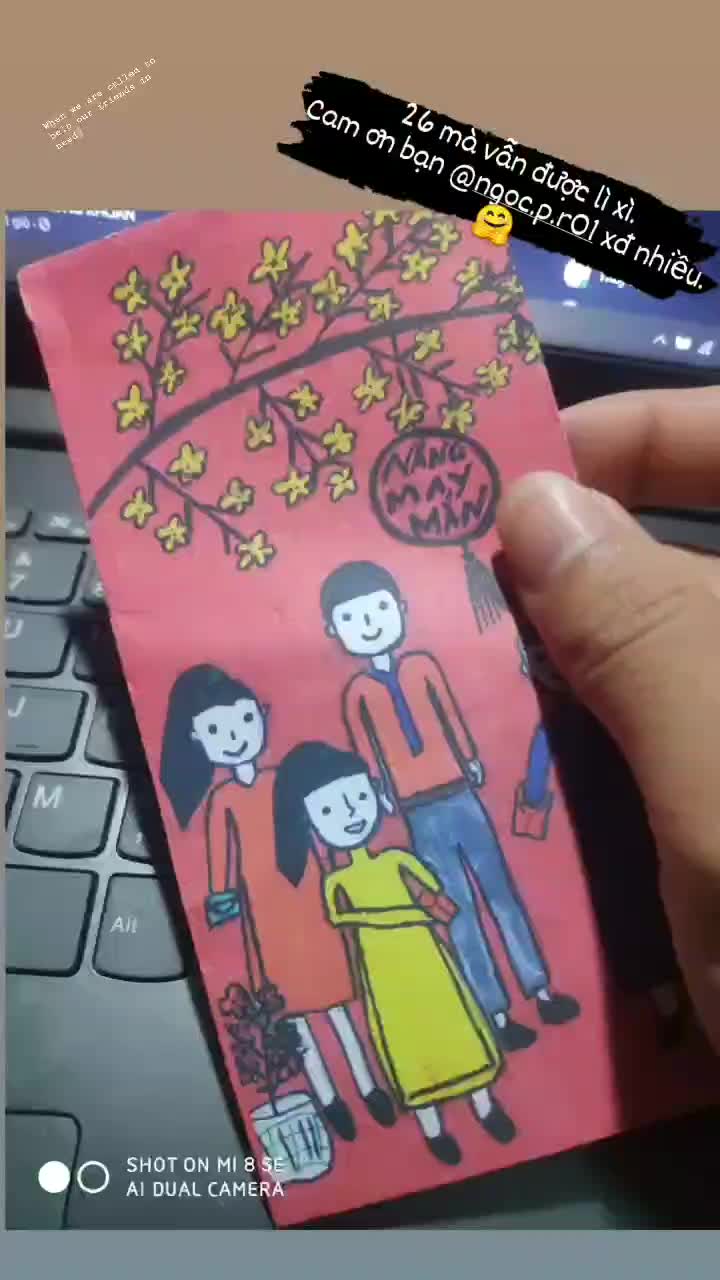 When we are called to
help our friends in
need
26 mà vẫn được lì xì.
Cam ơn bạn @ngoc.p.r01 xđ nhiều.
NĂNG
MAY
MẮN
U
J
M
Alt
SHOT ON MI 8 SE
AI DUAL CAMERA